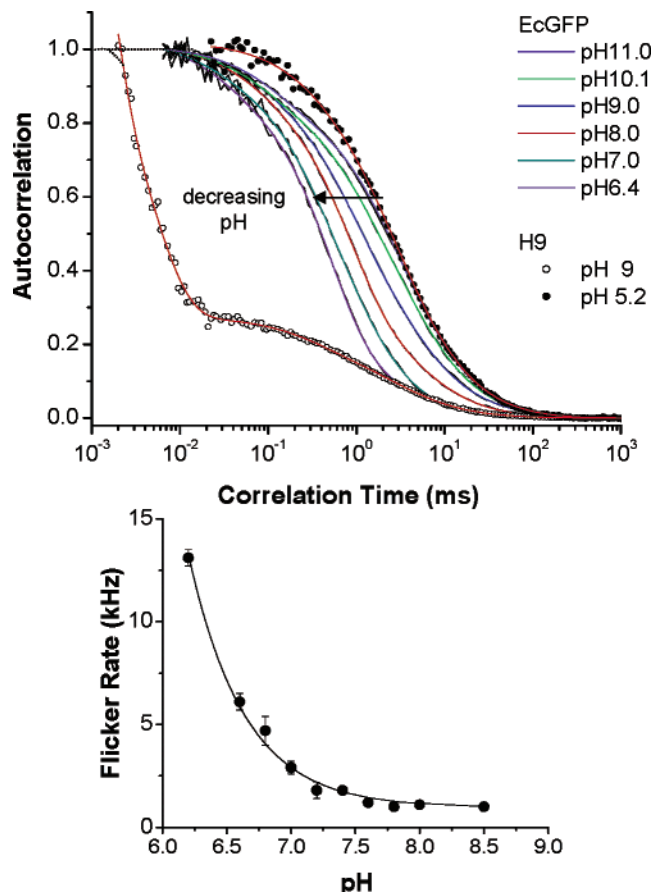 EcGFP
pH11.0
pH10.1
pH9.0
pH8.0
pH7.0
pH6.4
H9
pH 9
pH 5.2
Autocorrelation
1.0
0.8
0.6
0.4
0.2
0.0
decreasing
pH
10⁻³ 10⁻² 10⁻¹ 10⁰ 10¹ 10² 10³
Correlation Time (ms)
Flicker Rate (kHz)
15
10
5
0
6.0 6.5 7.0 7.5 8.0 8.5 9.0
pH